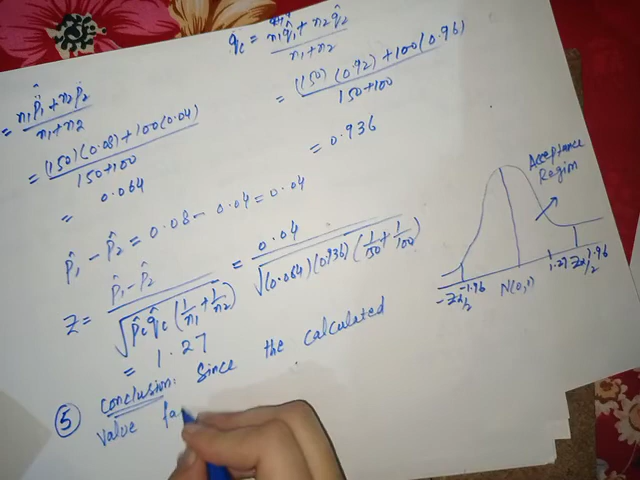 q̂c = n1q̂1 + n2q̂2 / n1 + n2
= (150)(0.92) + 100(0.96) / 150+100
= 0.936
= n1p̂1 + n2p̂2 / n1 + n2
= (150)(0.08) + 100(0.04) / 150+100
= 0.064
p̂1 - p̂2 = 0.08 - 0.04 = 0.04
Z = p̂1 - p̂2 / √p̂c q̂c (1/n1 + 1/n2) = 0.04 / √(0.064)(0.936)(1/150 + 1/100)
= 1.27
Acceptance
Region
-1.96
-Zα/2
N(0,1)
1.27
1.96
Zα/2
⑤ Conclusion: Since the calculated
value fa